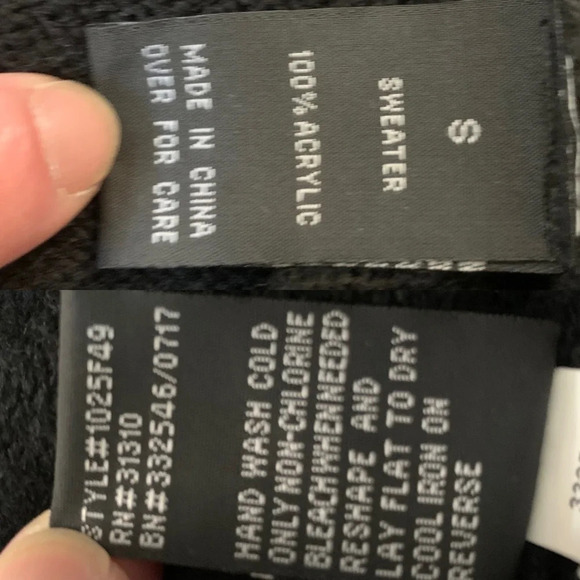 S
SWEATER
100% ACRYLIC
MADE IN CHINA
OVER FOR CARE
HAND WASH COLD
ONLY NON-CHLORINE
BLEACH WHEN NEEDED
RESHAPE AND
LAY FLAT TO DRY
COOL IRON ON
REVERSE
STYLE#1025F49
RN#31310
BN#332546/0717